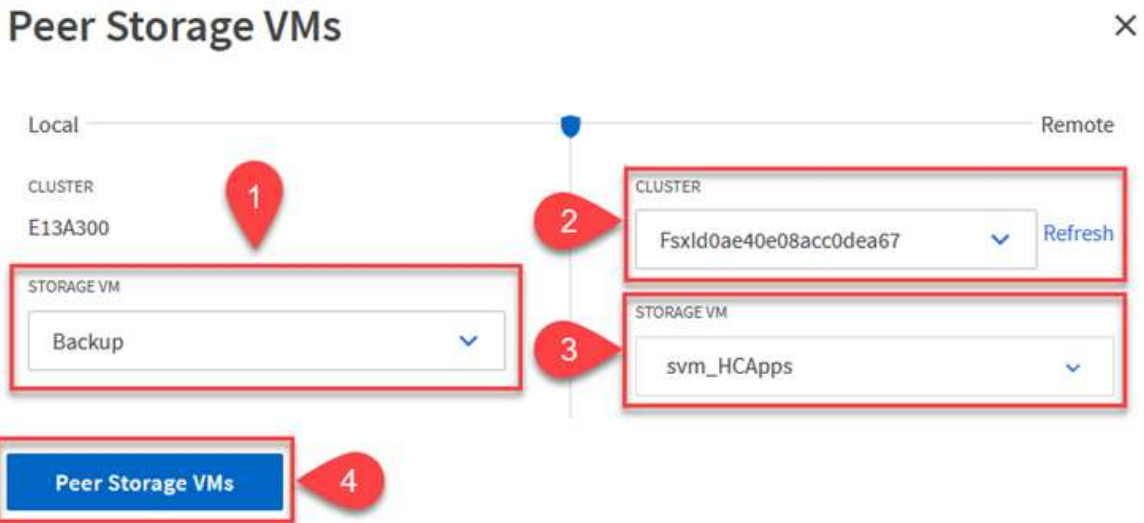 Peer Storage VMs
Local
Remote
CLUSTER
E13A300
1
STORAGE VM
Backup
2
CLUSTER
FsxId0ae40e08acc0dea67
Refresh
3
STORAGE VM
svm_HCApps
Peer Storage VMs
4